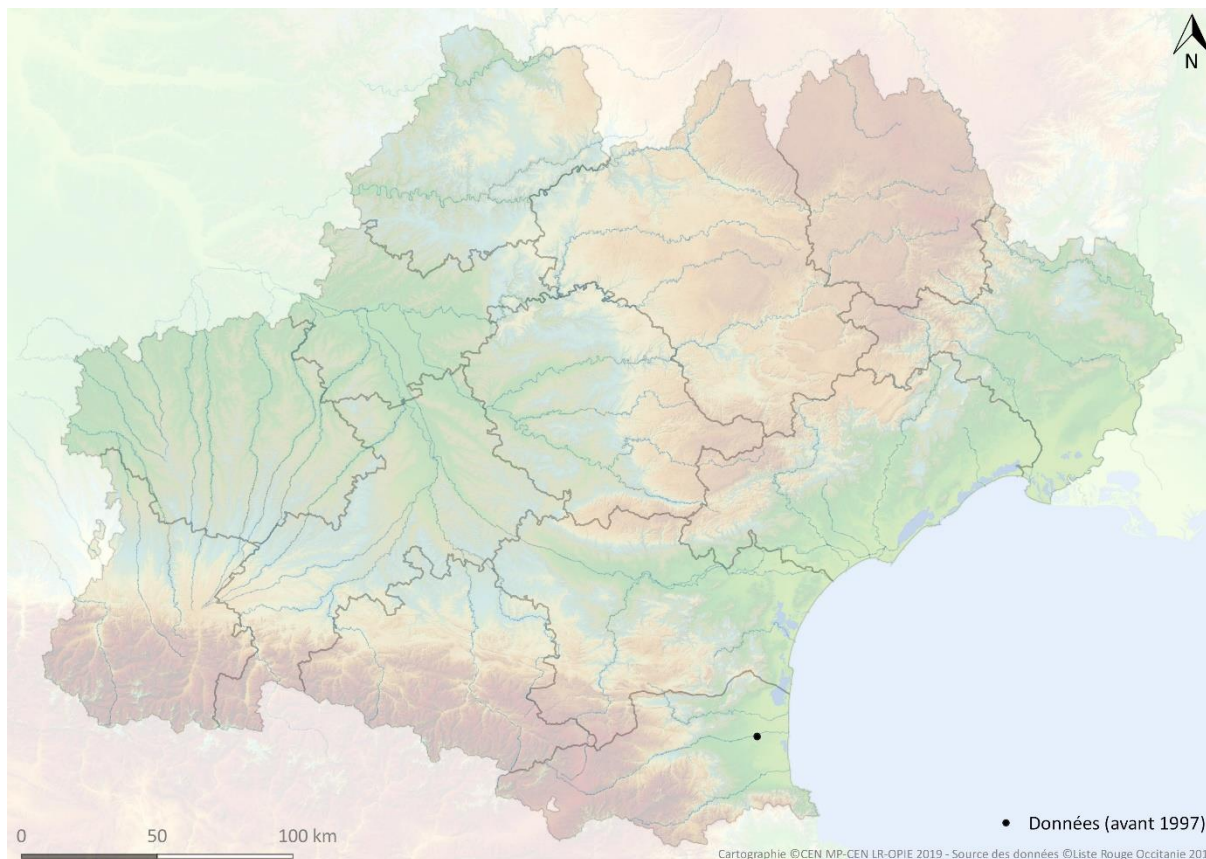 N
Données (avant 1997)
0 50 100 km
Cartographie ©CEN MP-CEN LR-OPIE 2019 - Source des données ©Liste Rouge Occitanie 201